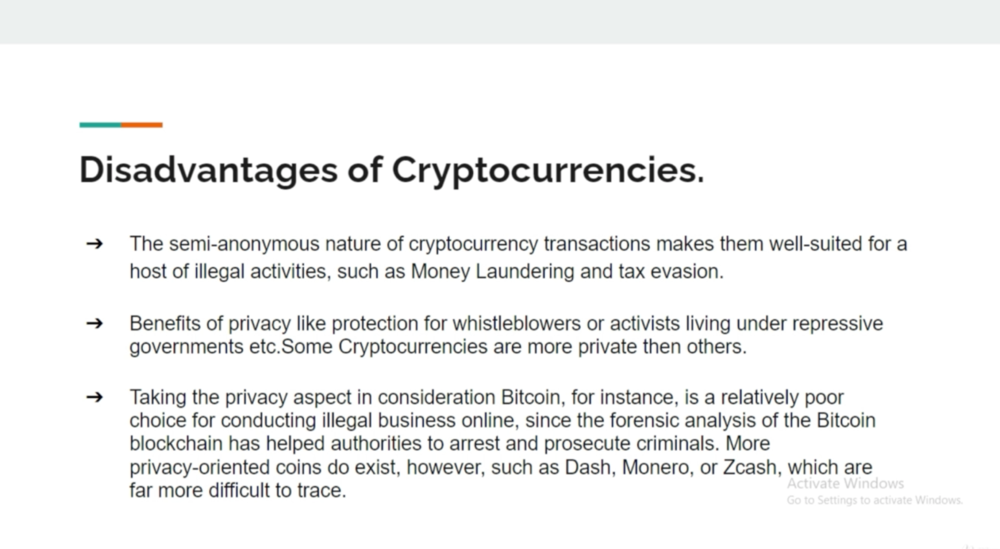 Disadvantages of Cryptocurrencies.
➔ The semi-anonymous nature of cryptocurrency transactions makes them well-suited for a
host of illegal activities, such as Money Laundering and tax evasion.
➔ Benefits of privacy like protection for whistleblowers or activists living under repressive
governments etc.Some Cryptocurrencies are more private then others.
➔ Taking the privacy aspect in consideration Bitcoin, for instance, is a relatively poor
choice for conducting illegal business online, since the forensic analysis of the Bitcoin
blockchain has helped authorities to arrest and prosecute criminals. More
privacy-oriented coins do exist, however, such as Dash, Monero, or Zcash, which are
far more difficult to trace.
Activate Windows
Go to Settings to activate Windows.